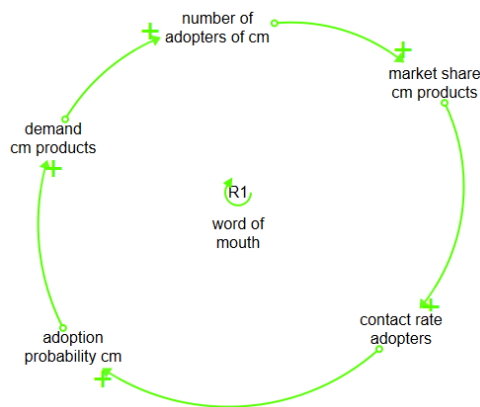 number of
adopters of cm
market share
cm products
contact rate
adopters
adoption
probability cm
demand
cm products
R1
word of
mouth
+
+
+
+
+